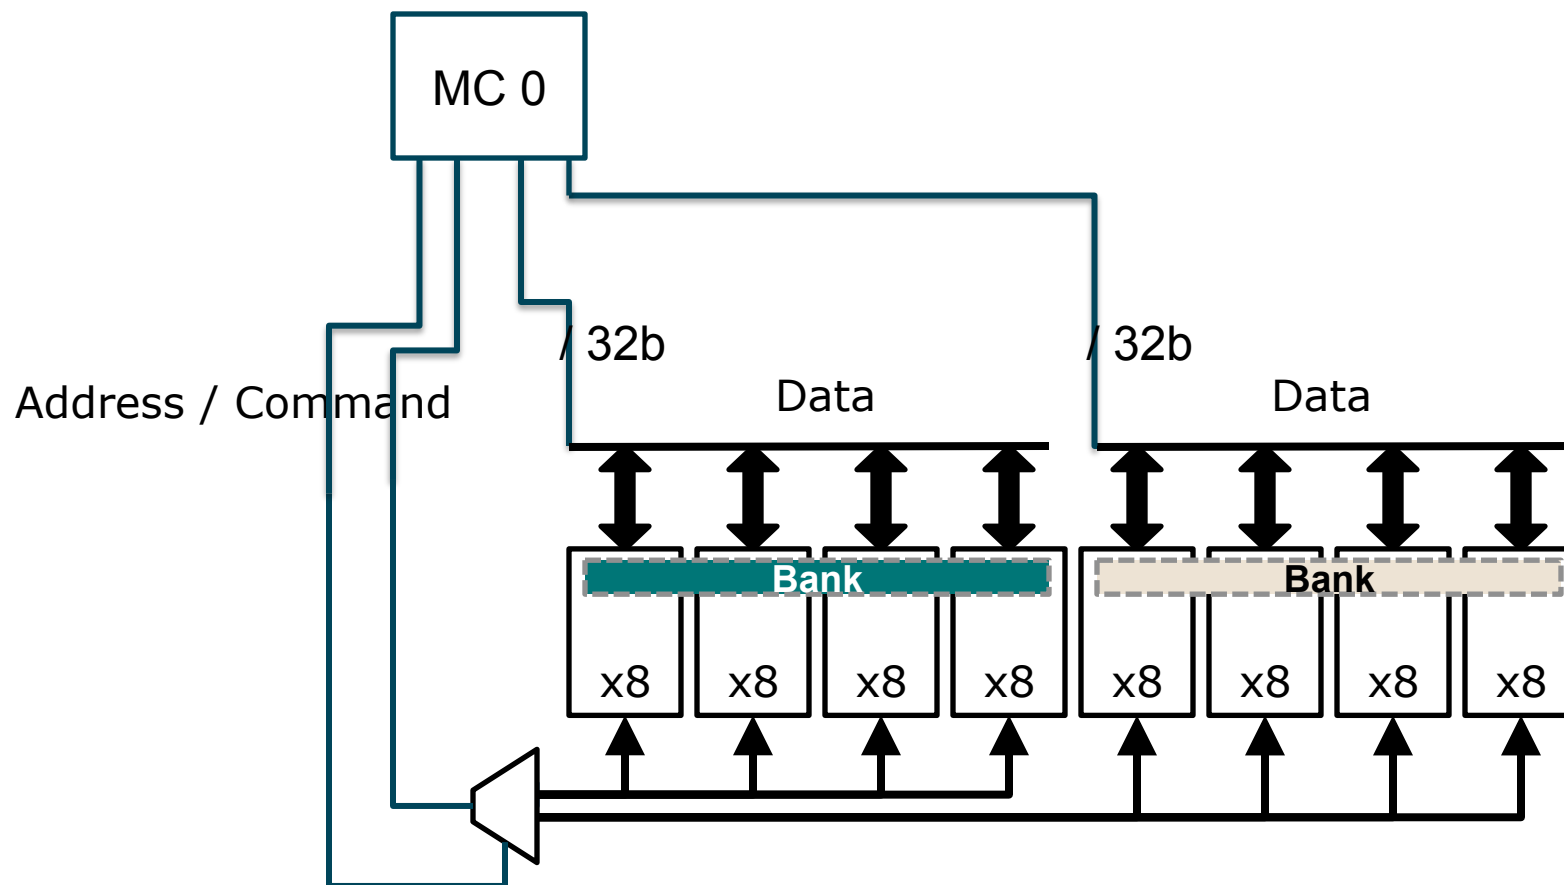 MC 0
/ 32b
/ 32b
Address / Command
Data
Data
Bank
Bank
x8
x8
x8
x8
x8
x8
x8
x8